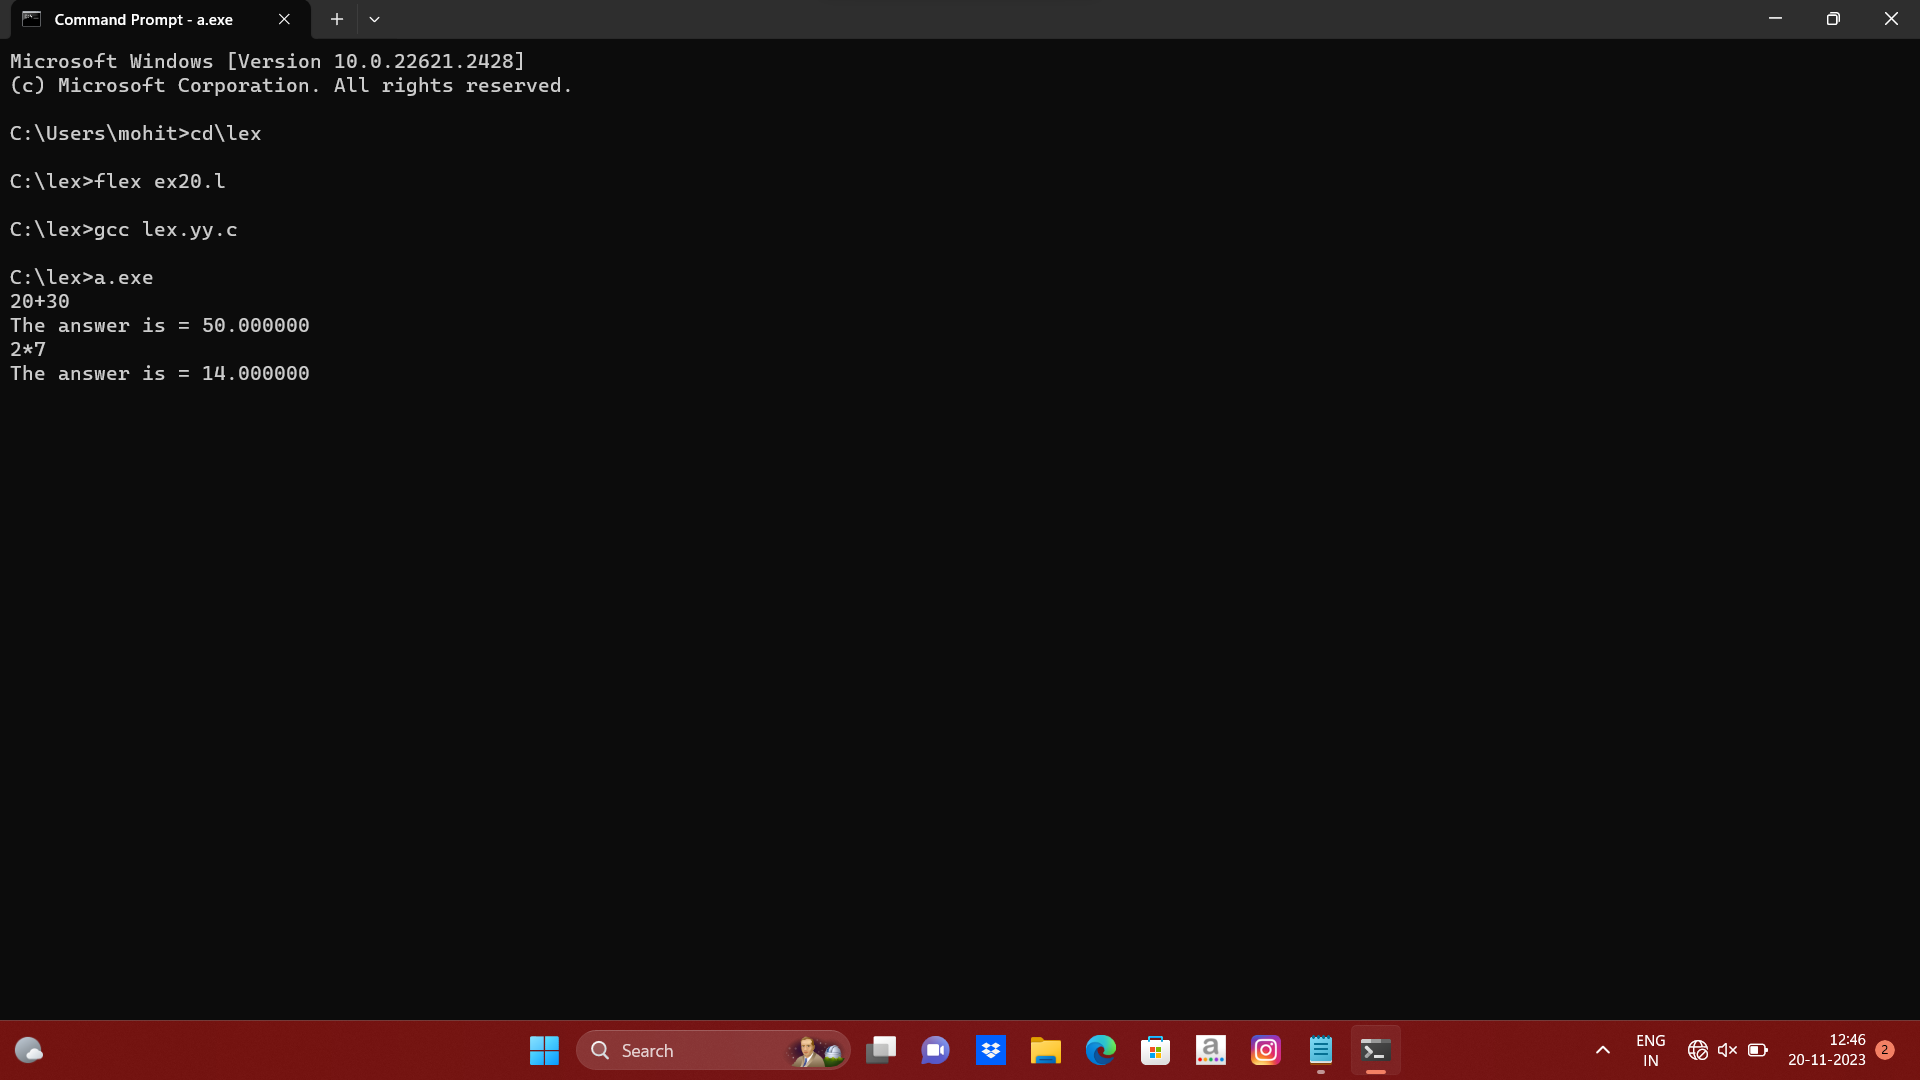 Command Prompt - a.exe
Microsoft Windows [Version 10.0.22621.2428]
(c) Microsoft Corporation. All rights reserved.
C:\Users\mohit>cd\lex
C:\lex>flex ex20.l
C:\lex>gcc lex.yy.c
C:\lex>a.exe
20+30
The answer is = 50.000000
2*7
The answer is = 14.000000
Search
a
ENG
IN
12:46
20-11-2023
2